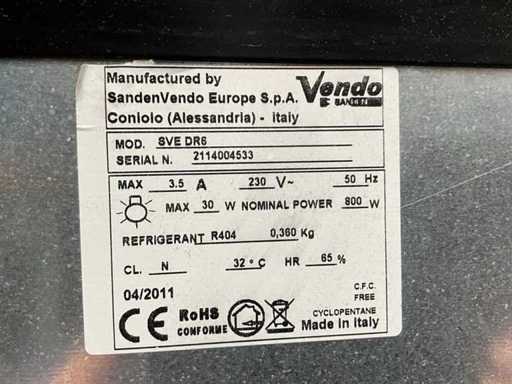 Manufactured by
SandenVendo Europe S.p.A.
Coniolo (Alessandria) - italy
Vendo
SANDEN
MOD. SVE DR6
SERIAL N. 2114004533
MAX 3.5 A 230 V~ 50 Hz
MAX 30 W NOMINAL POWER 800 W
REFRIGERANT R404 0,360 Kg
CL. N 32 ° C HR 65 %
04/2011
C.F.C.
FREE
CE RoHS
CONFORME
CYCLOPENTANE
Made in Italy